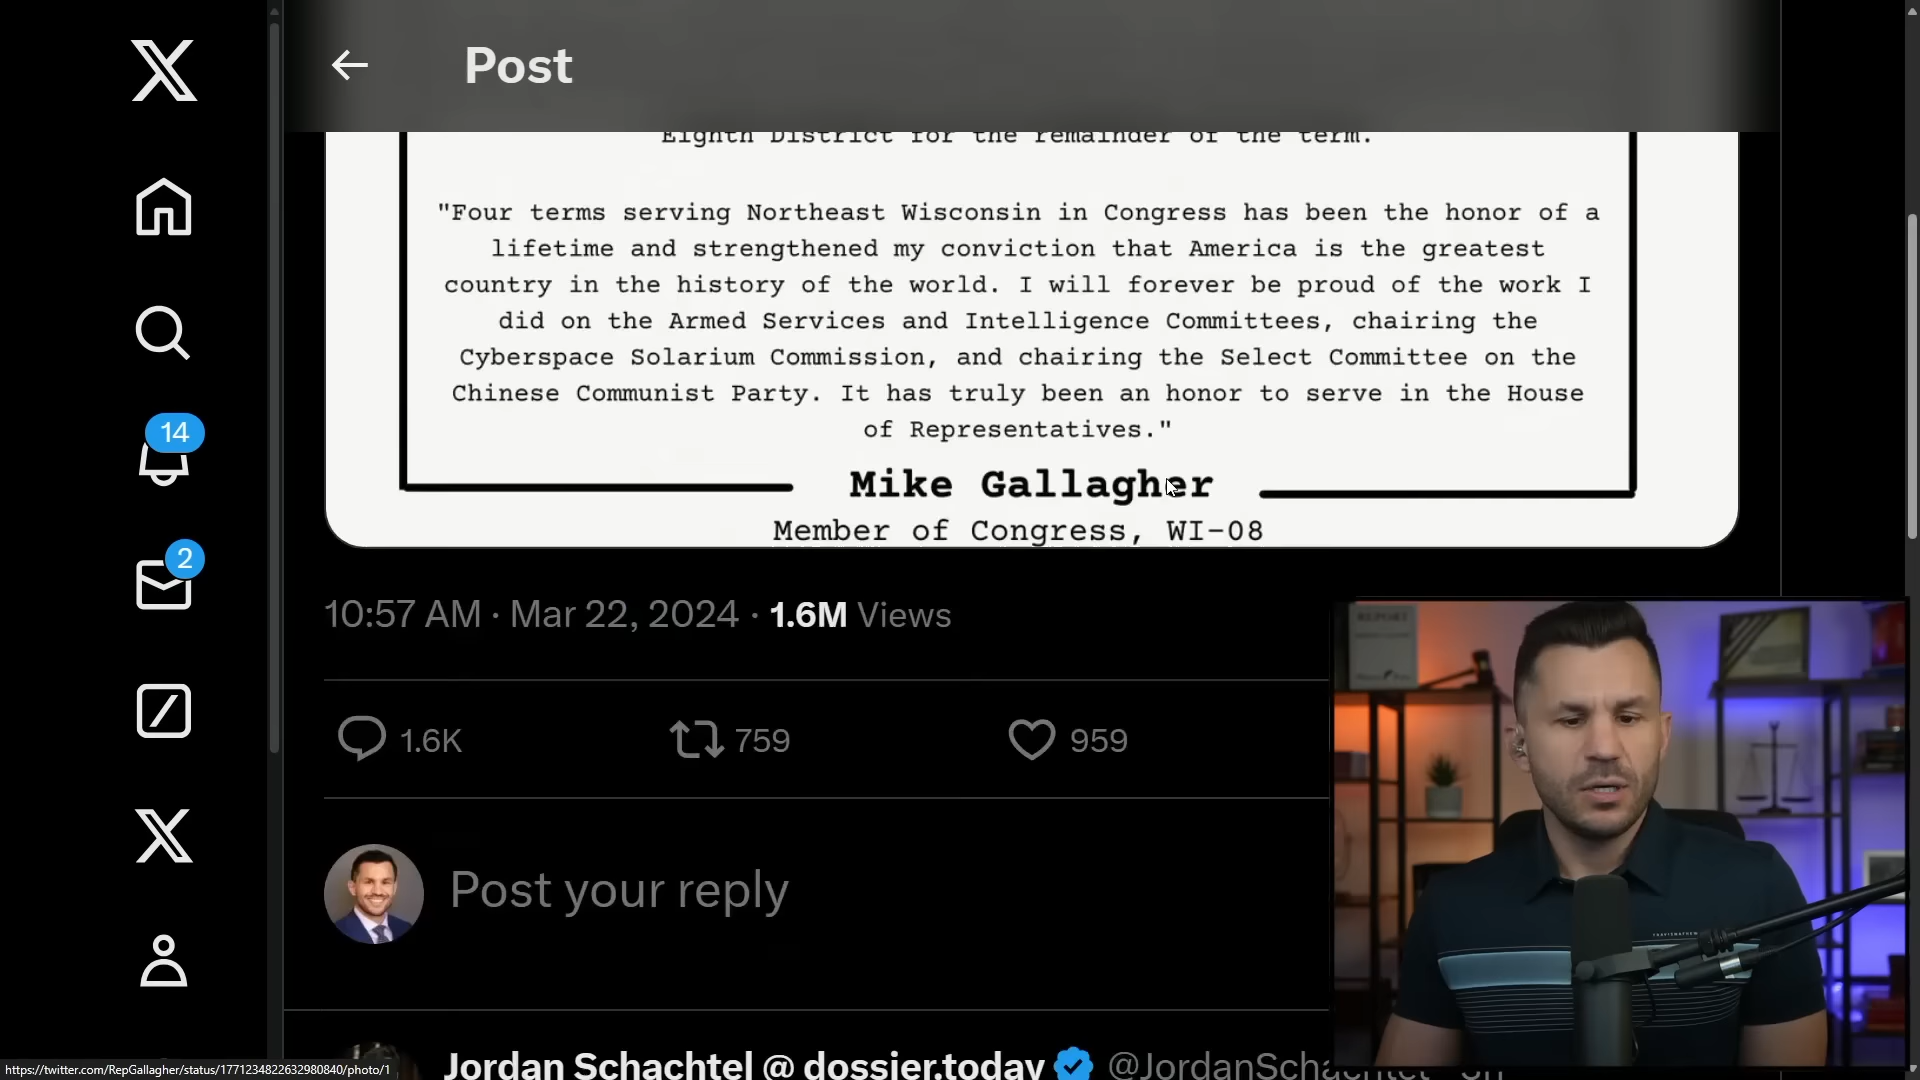 Post
Eighth District for the remainder of the term.
"Four terms serving Northeast Wisconsin in Congress has been the honor of a
lifetime and strengthened my conviction that America is the greatest
country in the history of the world. I will forever be proud of the work I
did on the Armed Services and Intelligence Committees, chairing the
Cyberspace Solarium Commission, and chairing the Select Committee on the
Chinese Communist Party. It has truly been an honor to serve in the House
of Representatives."
Mike Gallagher
Member of Congress, WI-08
14
2
10:57 AM · Mar 22, 2024 · 1.6M Views
1.6K
759
959
Post your reply
Jordan Schachtel @ dossier.today @JordanSchachtel
https://twitter.com/RepGallagher/status/1771234822632980840/photo/1
REPORT